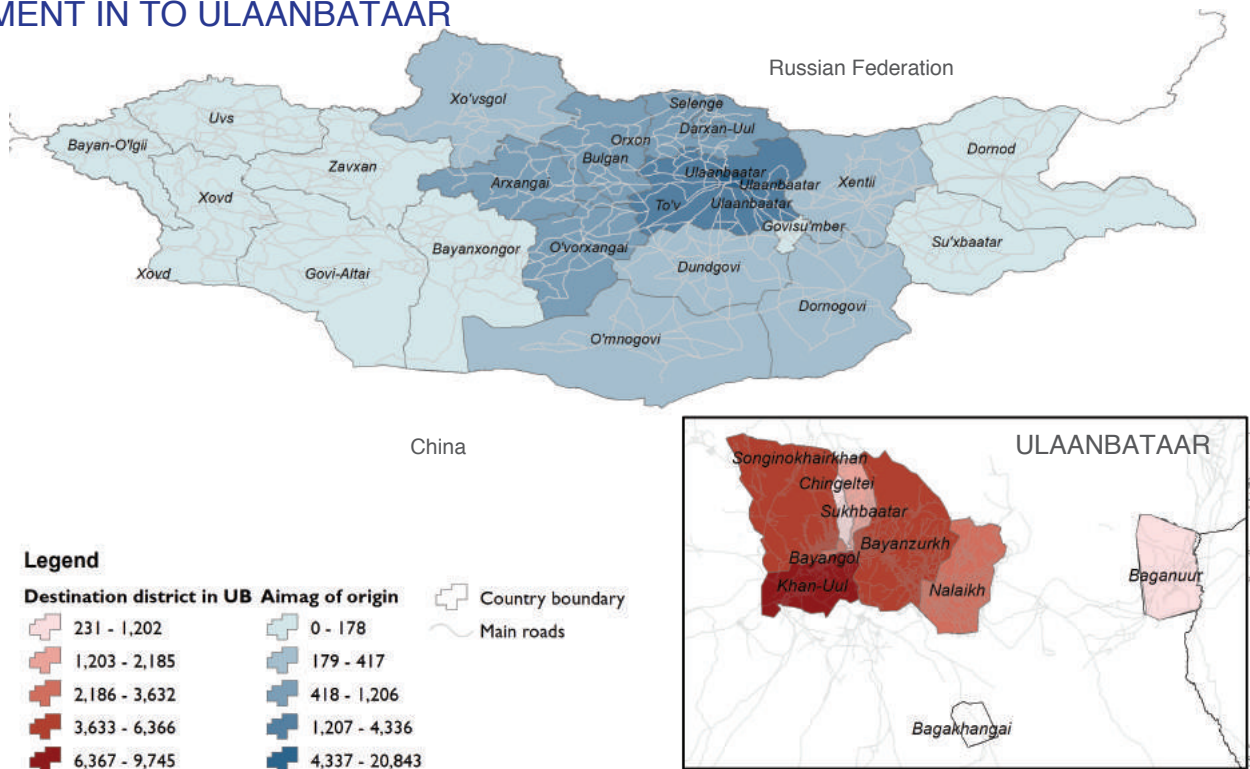 MENT IN TO ULAANBATAAR
Russian Federation
Xo'vsgol
Selenge
Uvs
Darxan-Uul
Orxon
Bayan-O'lgii
Dornod
Bulgan
Zavxan
Ulaanbaatar
Arxangai
Ulaanbaatar
Xentii
Xovd
To'v
Ulaanbaatar
Govisu'mber
Su'xbaatar
Bayanxongor
O'vorxangai
Dundgovi
Xovd
Govi-Altai
Dornogovi
O'mnogovi
China
ULAANBATAAR
Songinokhairkhan
Chingeltei
Sukhbaatar
Bayanzurkh
Bayangol
Khan-Uul
Nalaikh
Baganuur
Bagakhangai
Legend
Destination district in UB
231 - 1,202
1,203 - 2,185
2,186 - 3,632
3,633 - 6,366
6,367 - 9,745
Aimag of origin
0 - 178
179 - 417
418 - 1,206
1,207 - 4,336
4,337 - 20,843
Country boundary
Main roads